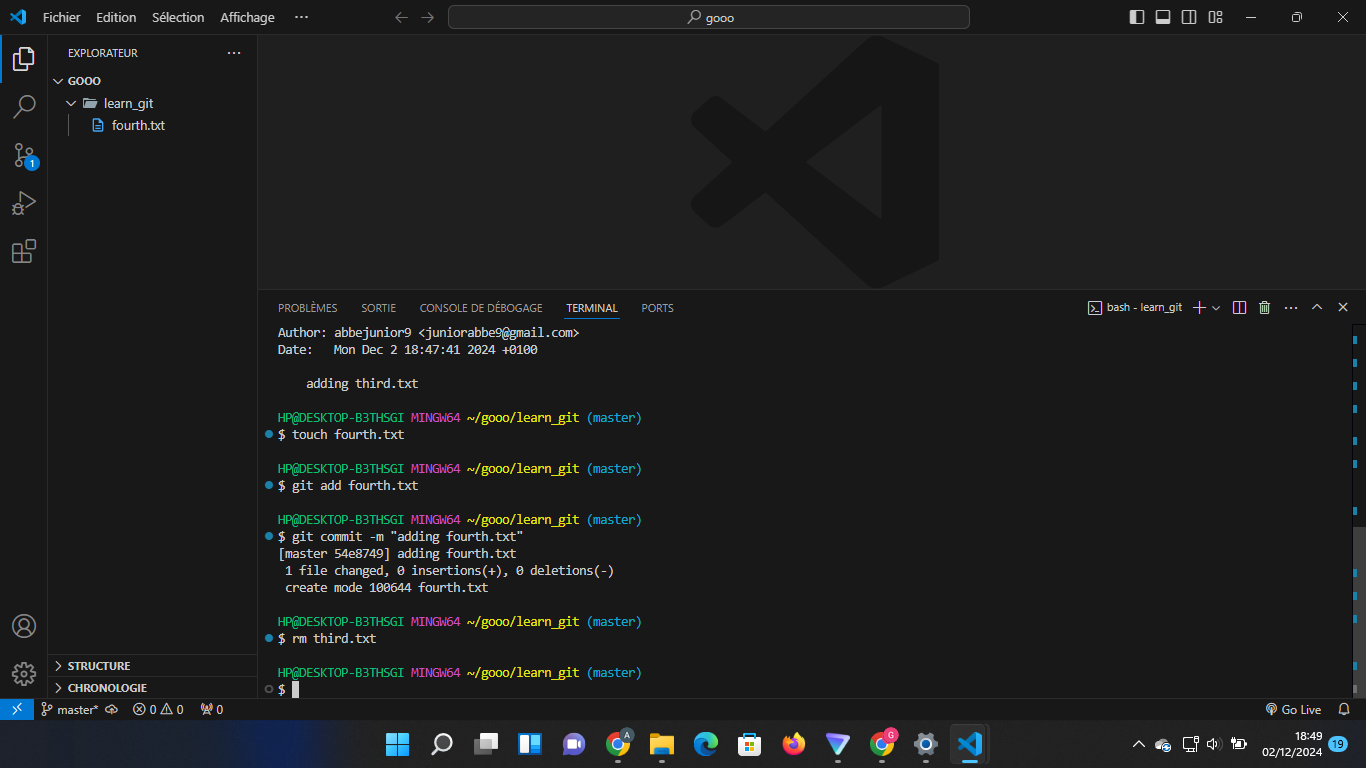 Fichier Edition Sélection Affichage ···
gooo
EXPLORATEUR ···
GOOO
learn_git
fourth.txt
1
STRUCTURE
CHRONOLOGIE
PROBLÈMES SORTIE CONSOLE DE DÉBOGAGE TERMINAL PORTS
bash - learn_git
Author: abbejunior9 <juniorabbe9@gmail.com>
Date:   Mon Dec 2 18:47:41 2024 +0100
adding third.txt
HP@DESKTOP-B3THSGI MINGW64 ~/gooo/learn_git (master)
$ touch fourth.txt
HP@DESKTOP-B3THSGI MINGW64 ~/gooo/learn_git (master)
$ git add fourth.txt
HP@DESKTOP-B3THSGI MINGW64 ~/gooo/learn_git (master)
$ git commit -m "adding fourth.txt"
[master 54e8749] adding fourth.txt
1 file changed, 0 insertions(+), 0 deletions(-)
create mode 100644 fourth.txt
HP@DESKTOP-B3THSGI MINGW64 ~/gooo/learn_git (master)
$ rm third.txt
HP@DESKTOP-B3THSGI MINGW64 ~/gooo/learn_git (master)
$
master* 0 0 0
Go Live
A
G
18:49
02/12/2024
19